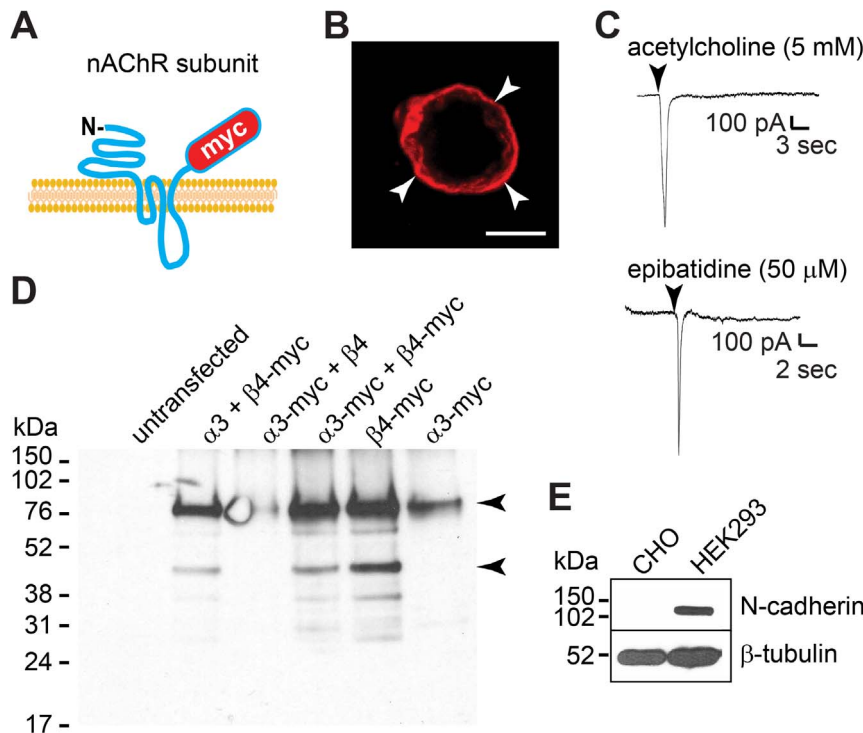 A
nAChR subunit
N-
myc
B
C
acetylcholine (5 mM)
100 pA
3 sec
epibatidine (50 μM)
100 pA
2 sec
D
untransfected
α3 + β4-myc
α3-myc + β4
α3-myc + β4-myc
β4-myc
α3-myc
kDa
150
102
76
52
38
31
24
17
E
CHO
HEK293
kDa
150
102
N-cadherin
52
β-tubulin